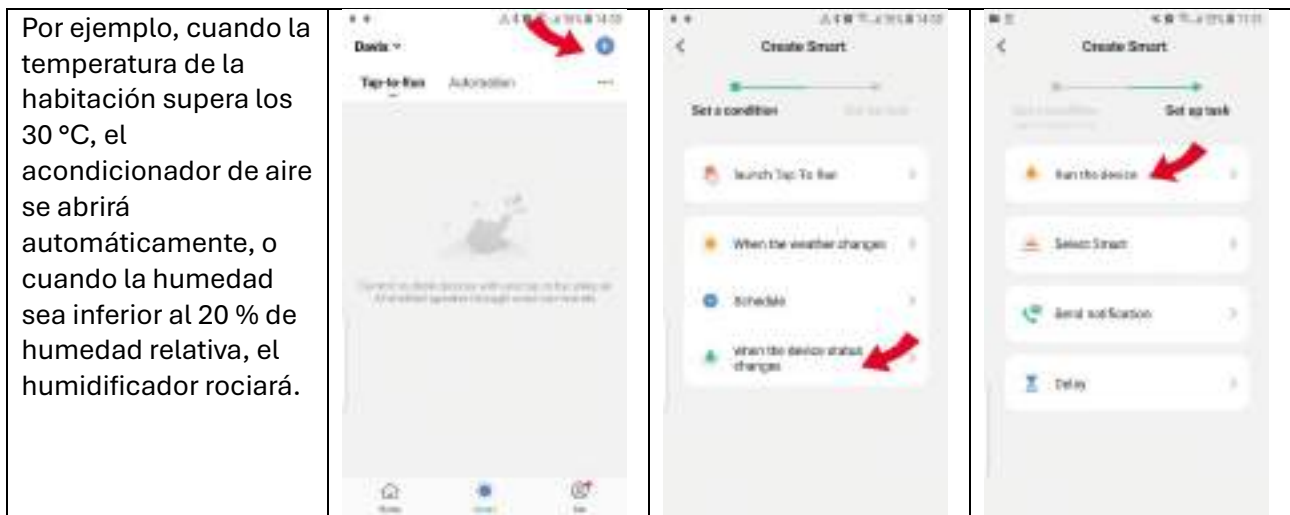 Por ejemplo, cuando la
temperatura de la
habitación supera los
30 °C, el
acondicionador de aire
se abrirá
automáticamente, o
cuando la humedad
sea inferior al 20 % de
humedad relativa, el
humidificador rociará.
Davis
Tap-to-Run Automation
Home
Smart
Create Smart
Set a condition
launch Tap To Run
When the weather changes
Schedule
When the device status
changes
Create Smart
Set up task
Run the device
Select Smart
Send notification
Delay